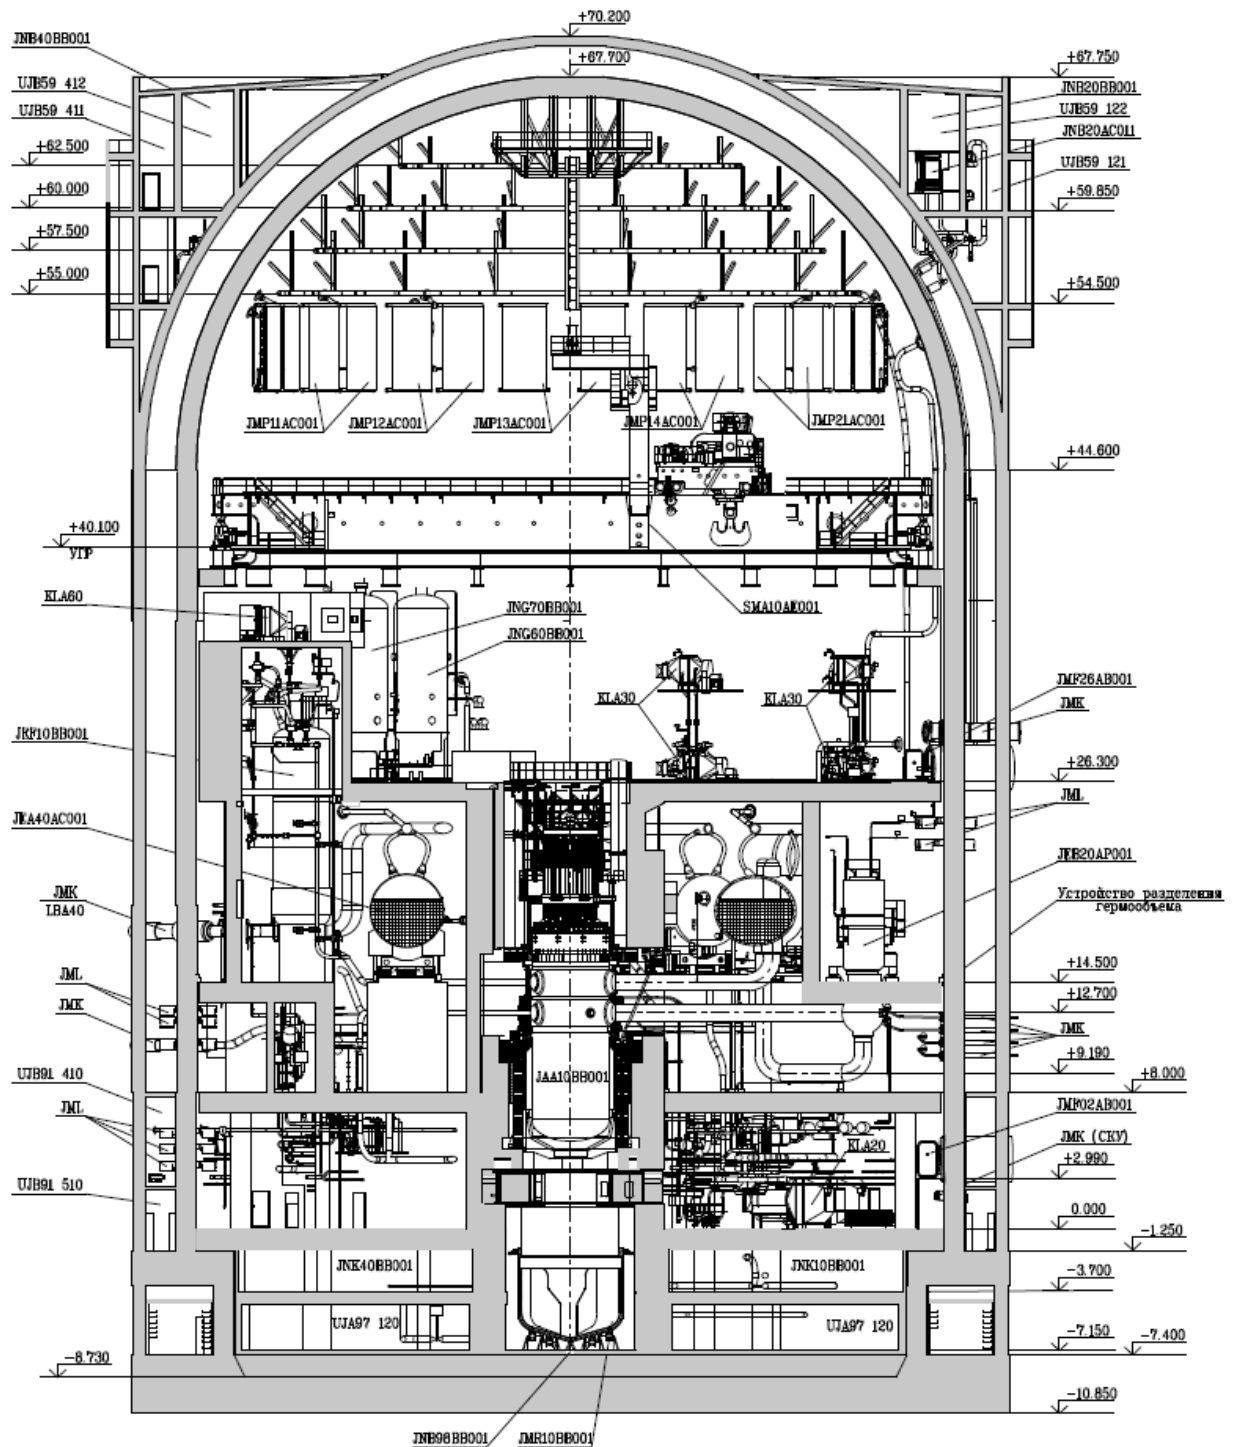 +70.200
JNB40BB001
+67.700
+67.750
UJB59 412
JNB20BB001
UJB59 411
UJB59 122
JNB20AC011
+62.500
UJB59 121
+60.000
+59.850
+57.500
+55.000
+54.500
JMP11AC001
JMP12AC001
JMP13AC001
JMP14AC001
JMP21AC001
+44.600
+40.100
УГР
KLA60
JNG70BB001
SMA10AE001
JNG60BB001
JMF26AB001
KLA30
KLA30
JMK
JEF10BB001
+26.300
JML
JEA40AC001
JEB20AP001
JMK
LBA40
Устройство разделения
гермообъема
JML
+14.500
JMK
+12.700
JMK
UJB91 410
JAA10BB001
+9.190
+8.000
JML
JMF02AB001
KLA20
JMK (СКУ)
+2.990
UJB91 510
0.000
-1.250
JNK40BB001
JNK10BB001
-3.700
UJA97 120
UJA97 120
-7.150
-7.400
-8.730
-10.850
JNB98BB001
JMR10BB001